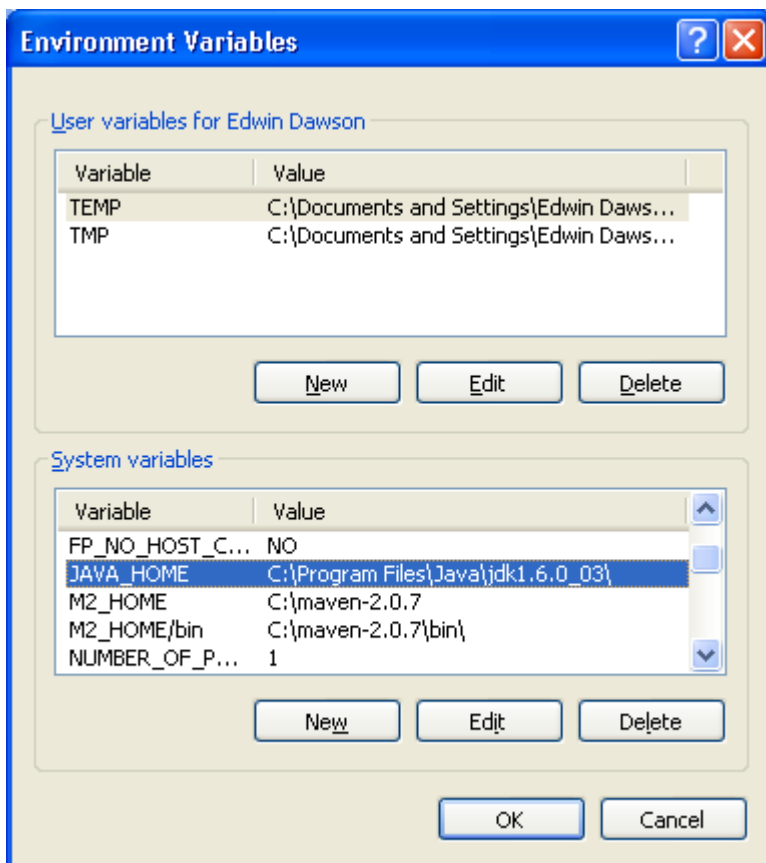 Environment Variables
User variables for Edwin Dawson
Variable Value
TEMP C:\Documents and Settings\Edwin Daws...
TMP C:\Documents and Settings\Edwin Daws...
New Edit Delete
System variables
Variable Value
FP_NO_HOST_C... NO
JAVA_HOME C:\Program Files\Java\jdk1.6.0_03\
M2_HOME C:\maven-2.0.7
M2_HOME/bin C:\maven-2.0.7\bin\
NUMBER_OF_P... 1
New Edit Delete
OK Cancel